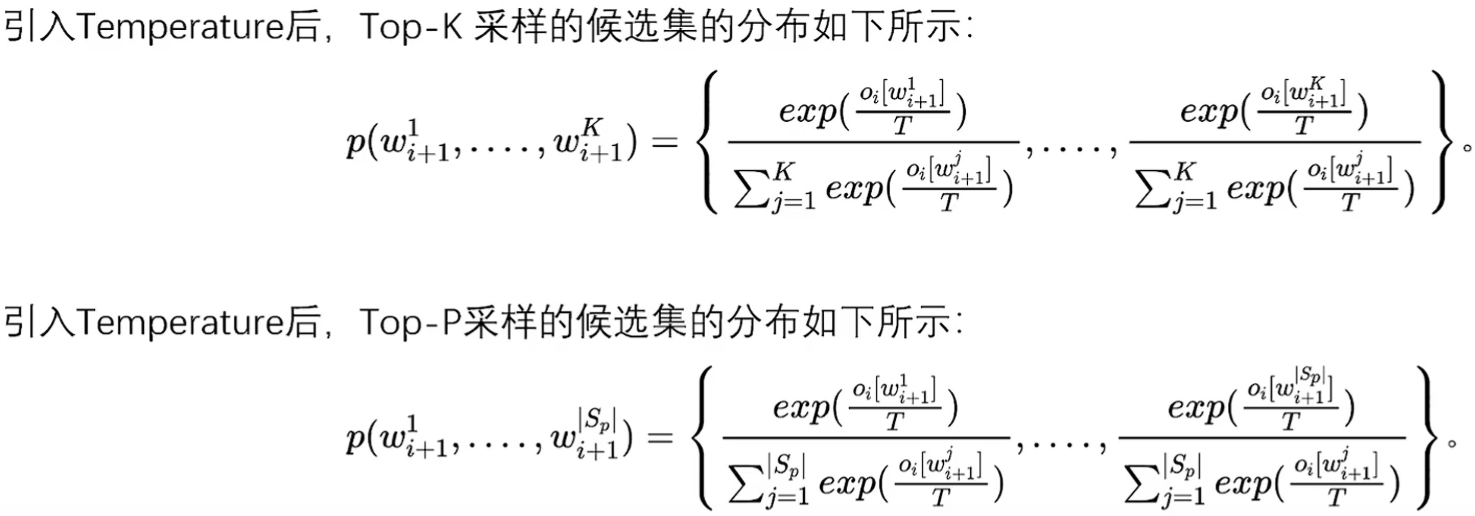 引入Temperature后，Top-K 采样的候选集的分布如下所示：
$p(w_{i+1}^{1},....,w_{i+1}^{K}) = \left\{ \frac{exp(\frac{o_i[w_{i+1}^{1}]}{T})}{\sum_{j=1}^{K} exp(\frac{o_i[w_{i+1}^{j}]}{T})},....,\frac{exp(\frac{o_i[w_{i+1}^{K}]}{T})}{\sum_{j=1}^{K} exp(\frac{o_i[w_{i+1}^{j}]}{T})} \right\}$。
引入Temperature后，Top-P采样的候选集的分布如下所示：
$p(w_{i+1}^{1},....,w_{i+1}^{|S_p|}) = \left\{ \frac{exp(\frac{o_i[w_{i+1}^{1}]}{T})}{\sum_{j=1}^{|S_p|} exp(\frac{o_i[w_{i+1}^{j}]}{T})},....,\frac{exp(\frac{o_i[w_{i+1}^{|S_p|}]}{T})}{\sum_{j=1}^{|S_p|} exp(\frac{o_i[w_{i+1}^{j}]}{T})} \right\}$。